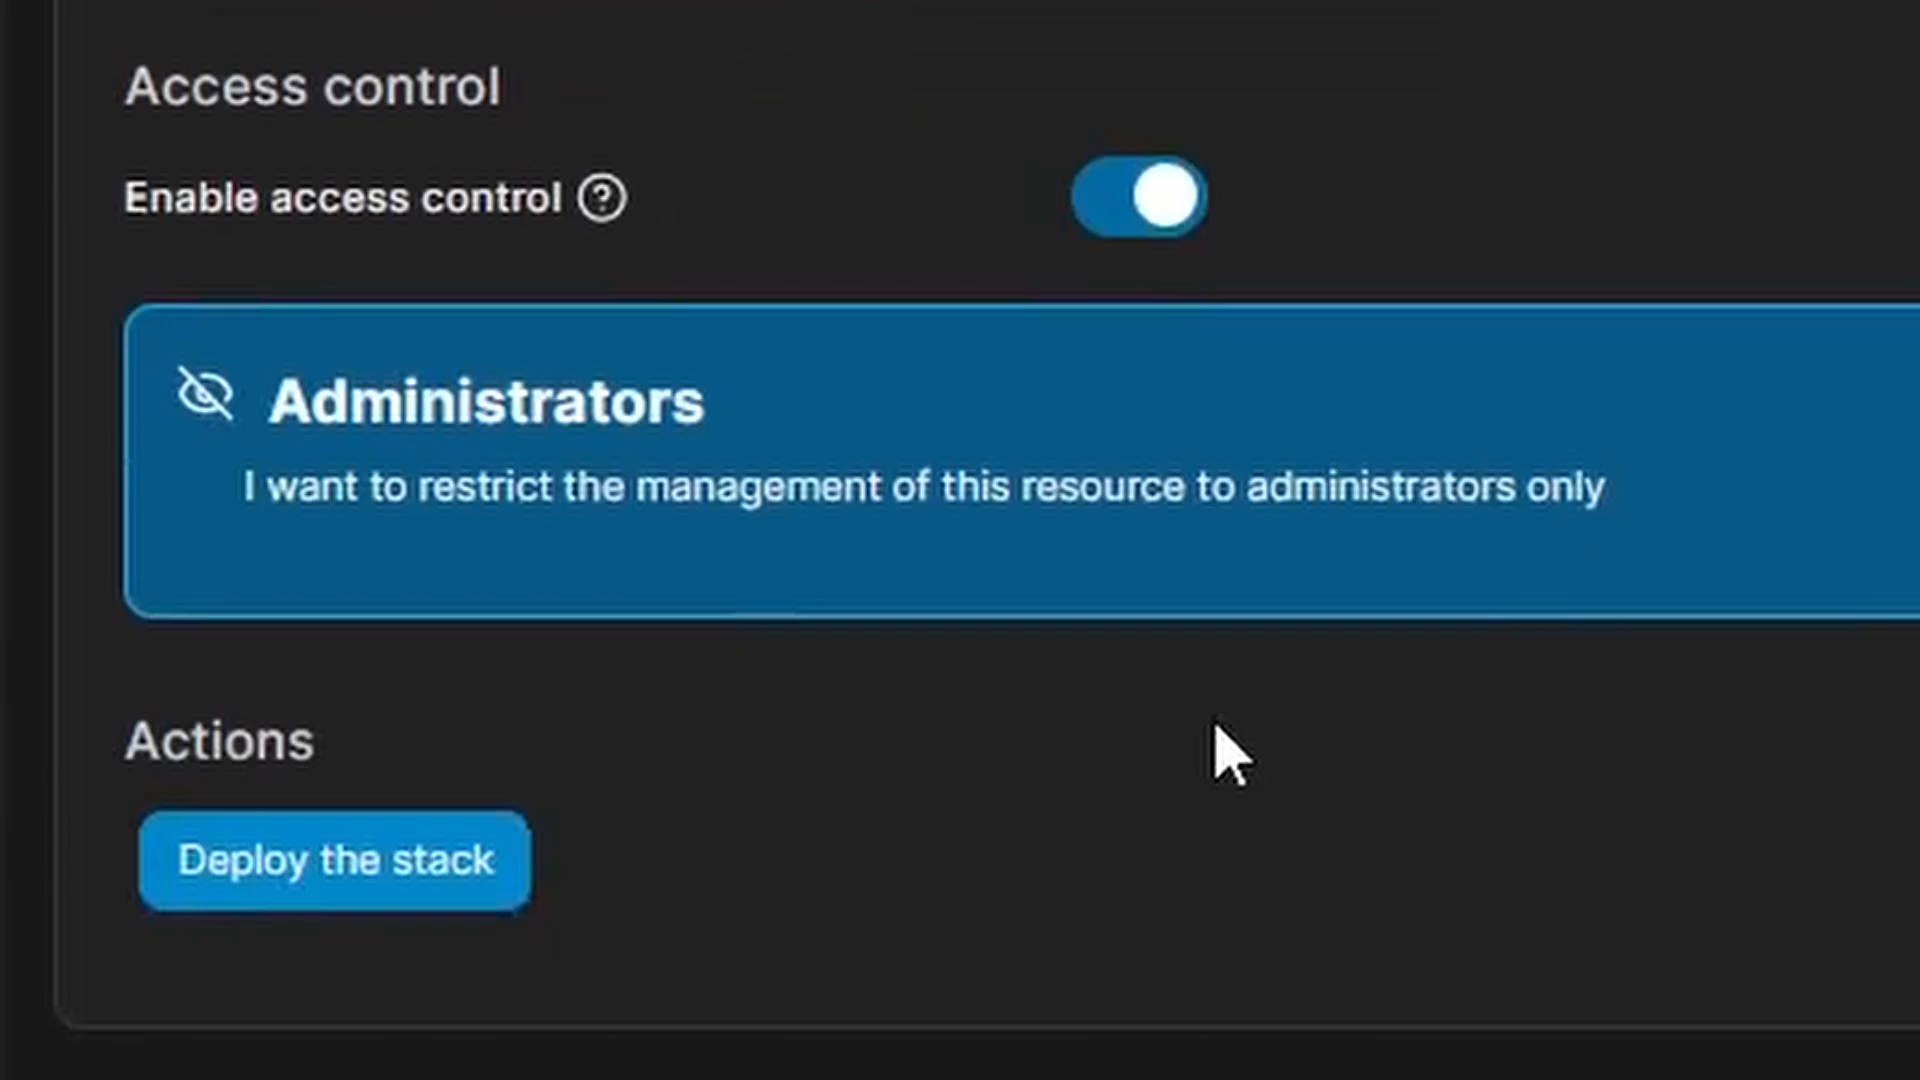 Access control
Enable access control
Administrators
I want to restrict the management of this resource to administrators only
Actions
Deploy the stack